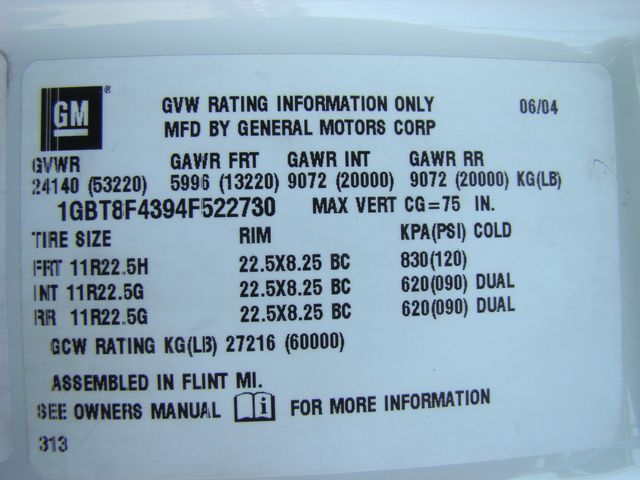 GM® GVW RATING INFORMATION ONLY 06/04
MFD BY GENERAL MOTORS CORP
GVWR GAWR FRT GAWR INT GAWR RR
24140 (53220) 5996 (13220) 9072 (20000) 9072 (20000) KG(LB)
1GBT8F4394F522730 MAX VERT CG=75 IN.
TIRE SIZE RIM KPA(PSI) COLD
FRT 11R22.5H 22.5X8.25 BC 830(120)
INT 11R22.5G 22.5X8.25 BC 620(090) DUAL
RR 11R22.5G 22.5X8.25 BC 620(090) DUAL
GCW RATING KG(LB) 27216 (60000)
ASSEMBLED IN FLINT MI.
SEE OWNERS MANUAL i FOR MORE INFORMATION
313